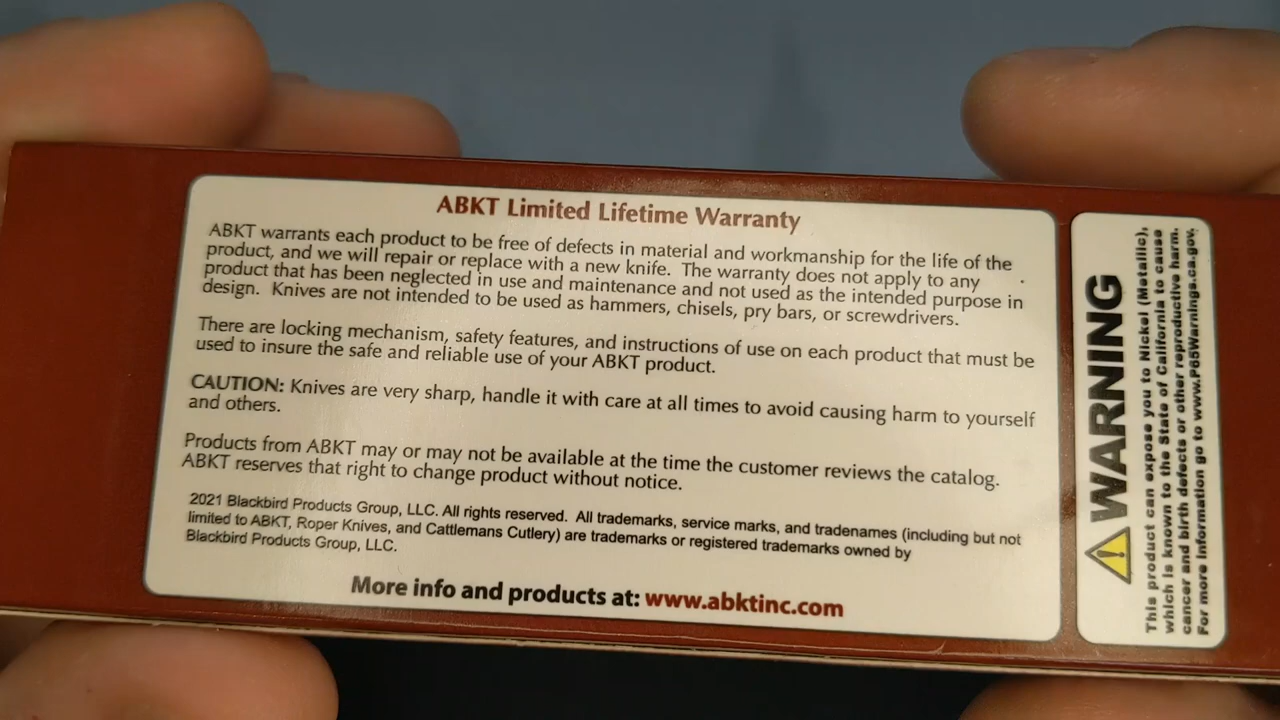 ABKT Limited Lifetime Warranty
ABKT warrants each product to be free of defects in material and workmanship for the life of the
product, and we will repair or replace with a new knife. The warranty does not apply to any
product that has been neglected in use and maintenance and not used as the intended purpose in
design. Knives are not intended to be used as hammers, chisels, pry bars, or screwdrivers.
There are locking mechanism, safety features, and instructions of use on each product that must be
used to insure the safe and reliable use of your ABKT product.
CAUTION: Knives are very sharp, handle it with care at all times to avoid causing harm to yourself
and others.
Products from ABKT may or may not be available at the time the customer reviews the catalog.
ABKT reserves that right to change product without notice.
2021 Blackbird Products Group, LLC. All rights reserved. All trademarks, service marks, and tradenames (including but not
limited to ABKT, Roper Knives, and Cattlemans Cutlery) are trademarks or registered trademarks owned by
Blackbird Products Group, LLC.
More info and products at: www.abktinc.com
WARNING
This product can expose you to Nickel (Metallic),
which is known to the State of California to cause
cancer and birth defects or other reproductive harm.
For more information go to www.P65Warnings.ca.gov.